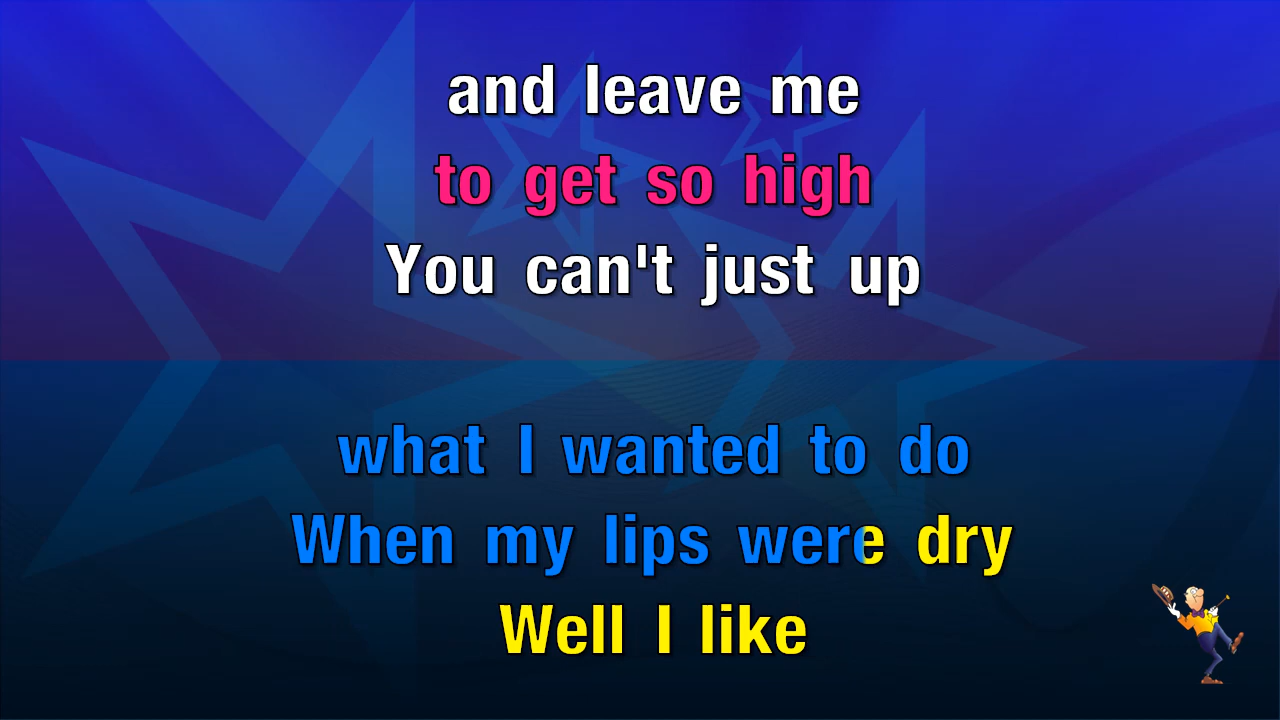 and leave me
to get so high
You can't just up
what I wanted to do
When my lips were dry
Well I like